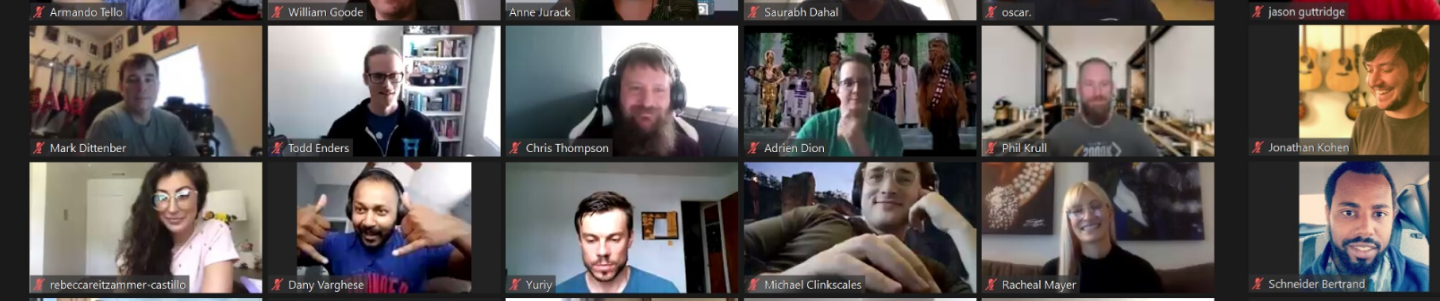 Armando Tello
William Goode
Anne Jurack
Saurabh Dahal
oscar.
jason guttridge
Mark Dittenber
Todd Enders
Chris Thompson
Adrien Dion
Phil Krull
Jonathan Kohen
rebeccareitzammer-castillo
Dany Varghese
Yuriy
Michael Clinkscales
Racheal Mayer
Schneider Bertrand